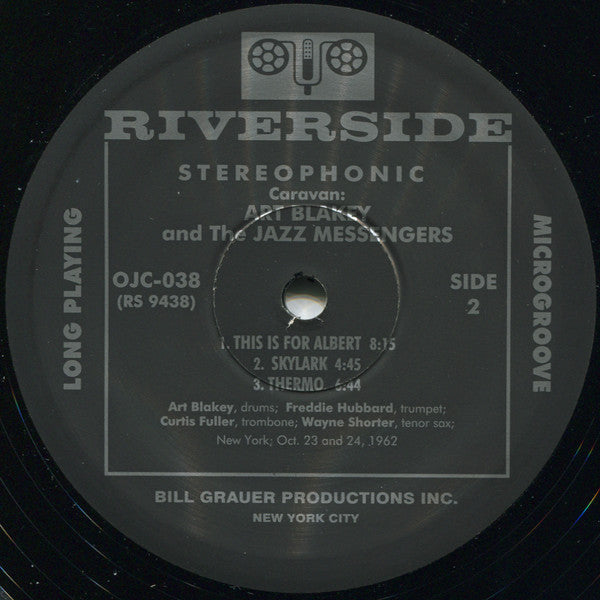 RIVERSIDE
STEREOPHONIC
Caravan:
ART BLAKEY
and The JAZZ MESSENGERS
LONG PLAYING
OJC-038
(RS 9438)
SIDE
2
MICROGROOVE
1. THIS IS FOR ALBERT 8:15
2. SKYLARK 4:45
3. THERMO 6:44
Art Blakey, drums; Freddie Hubbard, trumpet;
Curtis Fuller, trombone; Wayne Shorter, tenor sax;
New York; Oct. 23 and 24, 1962
BILL GRAUER PRODUCTIONS INC.
NEW YORK CITY